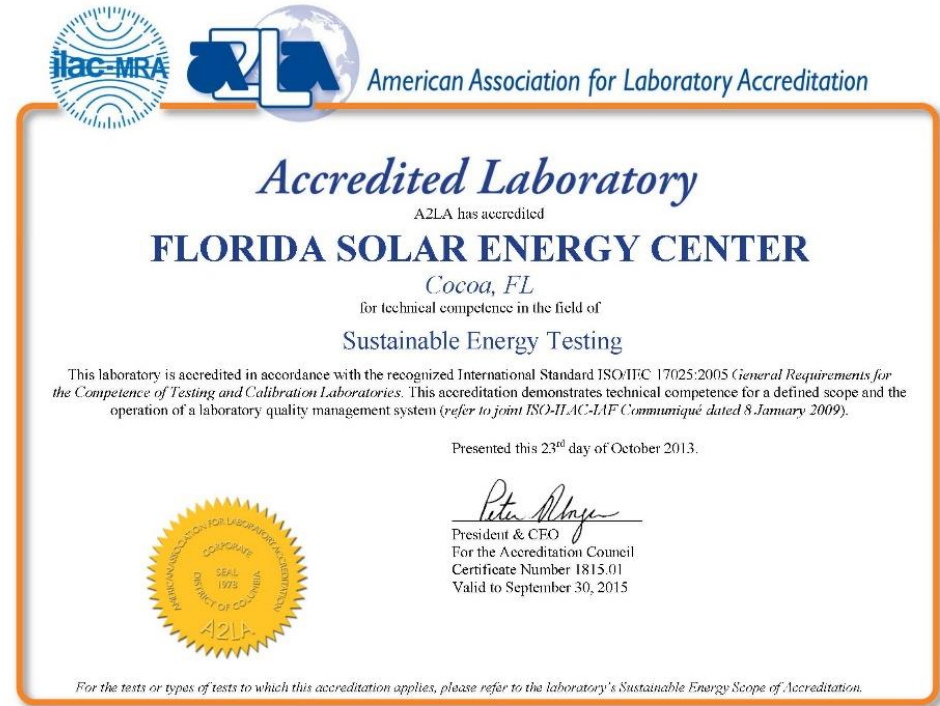 ilac-MRA
A2LA
American Association for Laboratory Accreditation
Accredited Laboratory
A2LA has accredited
FLORIDA SOLAR ENERGY CENTER
Cocoa, FL
for technical competence in the field of
Sustainable Energy Testing
This laboratory is accredited in accordance with the recognized International Standard ISO/IEC 17025:2005 General Requirements for
the Competence of Testing and Calibration Laboratories. This accreditation demonstrates technical competence for a defined scope and the
operation of a laboratory quality management system (refer to joint ISO-ILAC-IAF Communiqué dated 8 January 2009).
Presented this 23rd day of October 2013.
President & CEO
For the Accreditation Council
Certificate Number 1815.01
Valid to September 30, 2015
AMERICAN ASSOCIATION FOR LABORATORY ACCREDITATION
CORPORATE
SEAL
1978
DISTRICT OF COLUMBIA
A2LA
For the tests or types of tests to which this accreditation applies, please refer to the laboratory's Sustainable Energy Scope of Accreditation.